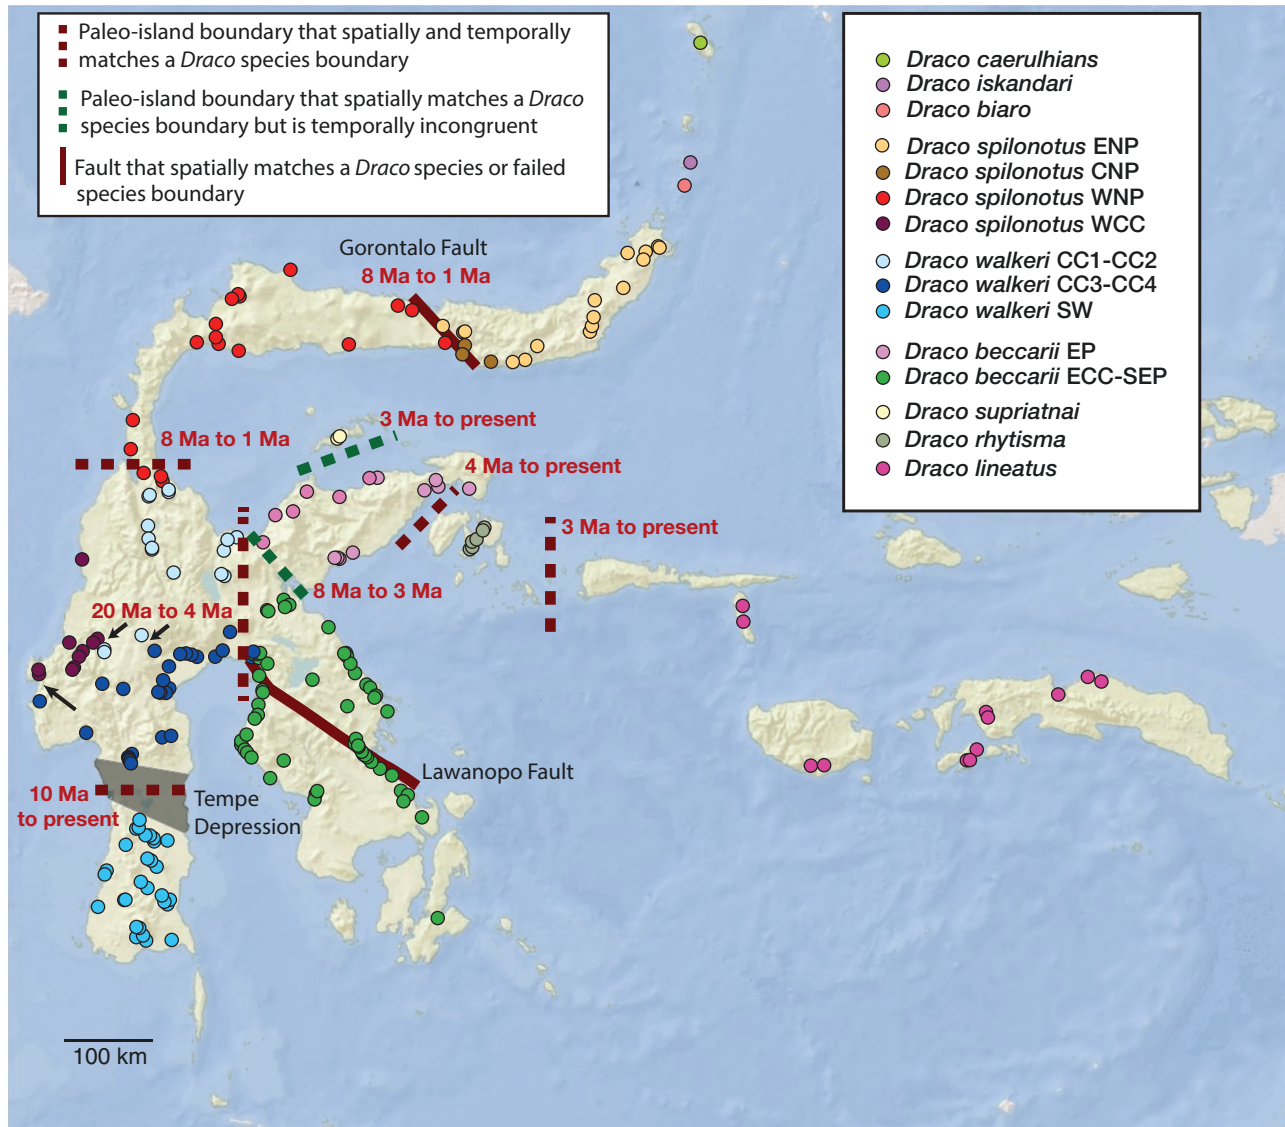 Paleo-island boundary that spatially and temporally
matches a Draco species boundary
Paleo-island boundary that spatially matches a Draco
species boundary but is temporally incongruent
Fault that spatially matches a Draco species or failed
species boundary
Draco caerulhians
Draco iskandari
Draco biaro
Draco spilonotus ENP
Draco spilonotus CNP
Draco spilonotus WNP
Draco spilonotus WCC
Draco walkeri CC1-CC2
Draco walkeri CC3-CC4
Draco walkeri SW
Draco beccarii EP
Draco beccarii ECC-SEP
Draco supriatnai
Draco rhytisma
Draco lineatus
Gorontalo Fault
8 Ma to 1 Ma
3 Ma to present
8 Ma to 1 Ma
4 Ma to present
3 Ma to present
8 Ma to 3 Ma
20 Ma to 4 Ma
Lawanopo Fault
10 Ma
to present
Tempe
Depression
100 km